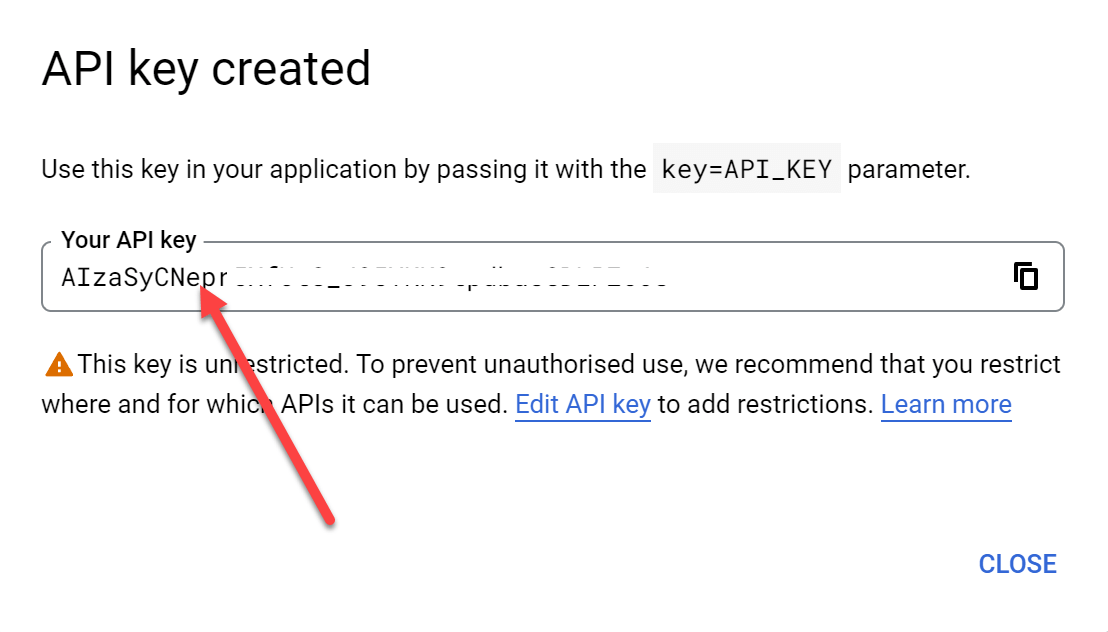 API key created
Use this key in your application by passing it with the key=API_KEY parameter.
Your API key
AIzaSyCNepr
This key is unrestricted. To prevent unauthorised use, we recommend that you restrict
where and for which APIs it can be used. Edit API key to add restrictions. Learn more
CLOSE